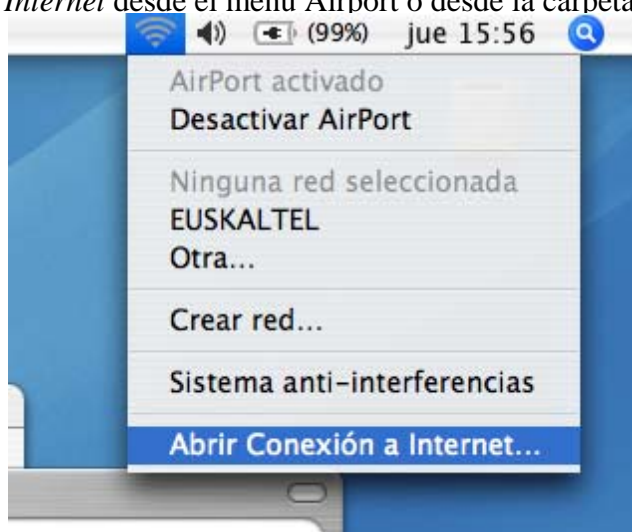 Internet desde el menú Airport o desde la carpeta
(99%) jue 15:56
AirPort activado
Desactivar AirPort
Ninguna red seleccionada
EUSKALTEL
Otra...
Crear red...
Sistema anti-interferencias
Abrir Conexión a Internet...